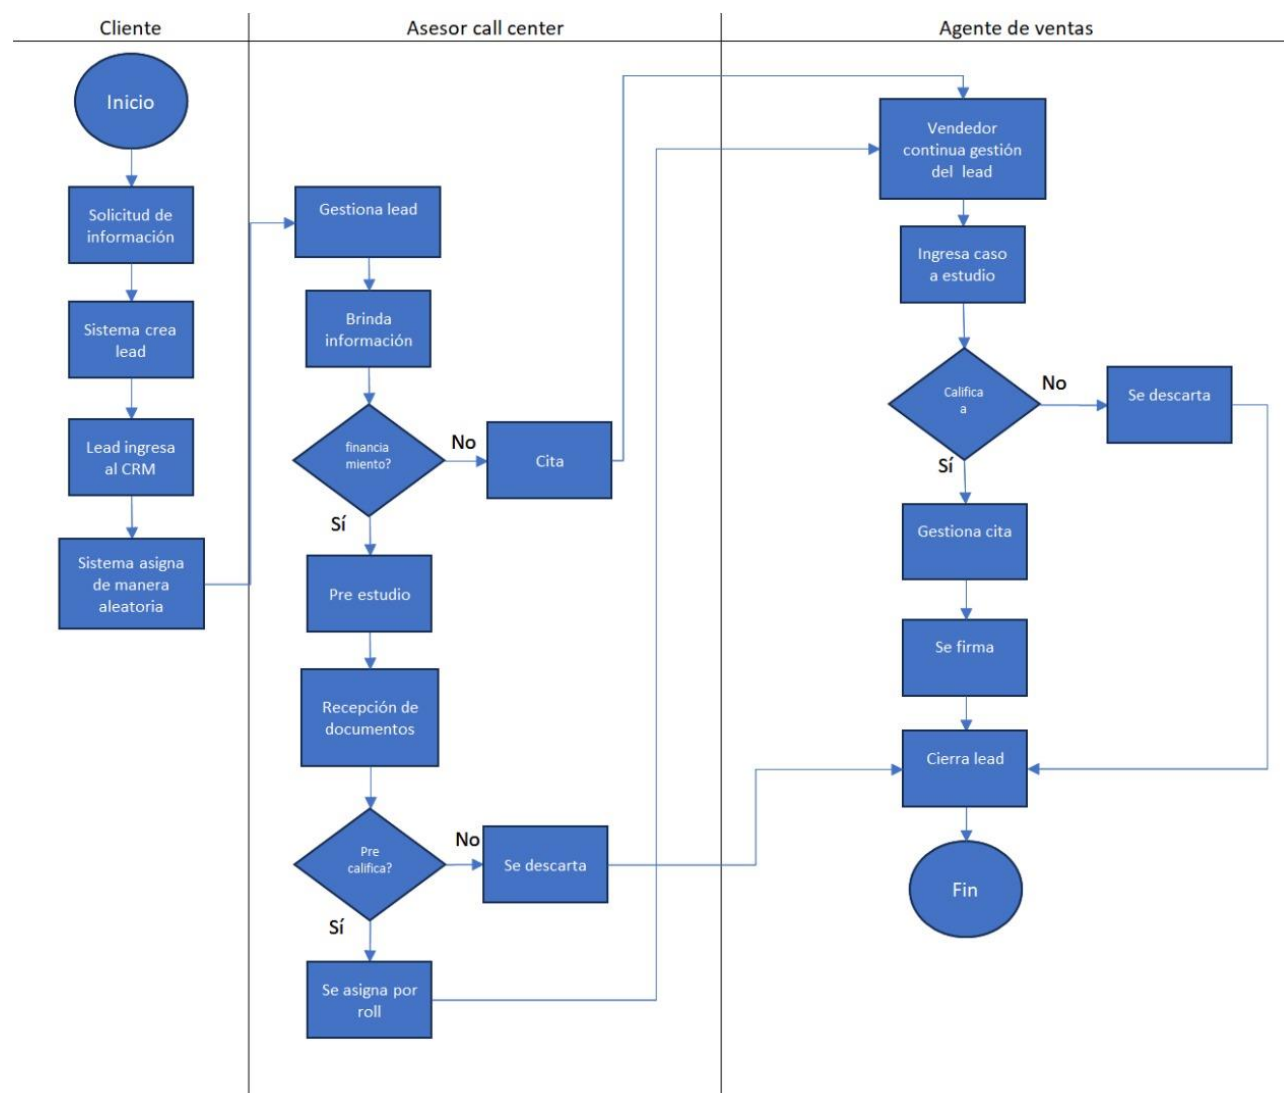 Cliente
Asesor call center
Agente de ventas
Inicio
Solicitud de
información
Sistema crea
lead
Lead ingresa
al CRM
Sistema asigna
de manera
aleatoria
Gestiona lead
Brinda
información
financia
miento?
No
Cita
Sí
Pre estudio
Recepción de
documentos
Pre
califica?
No
Se descarta
Sí
Se asigna por
roll
Vendedor
continua gestión
del lead
Ingresa caso
a estudio
Califica
a
No
Se descarta
Sí
Gestiona cita
Se firma
Cierra lead
Fin